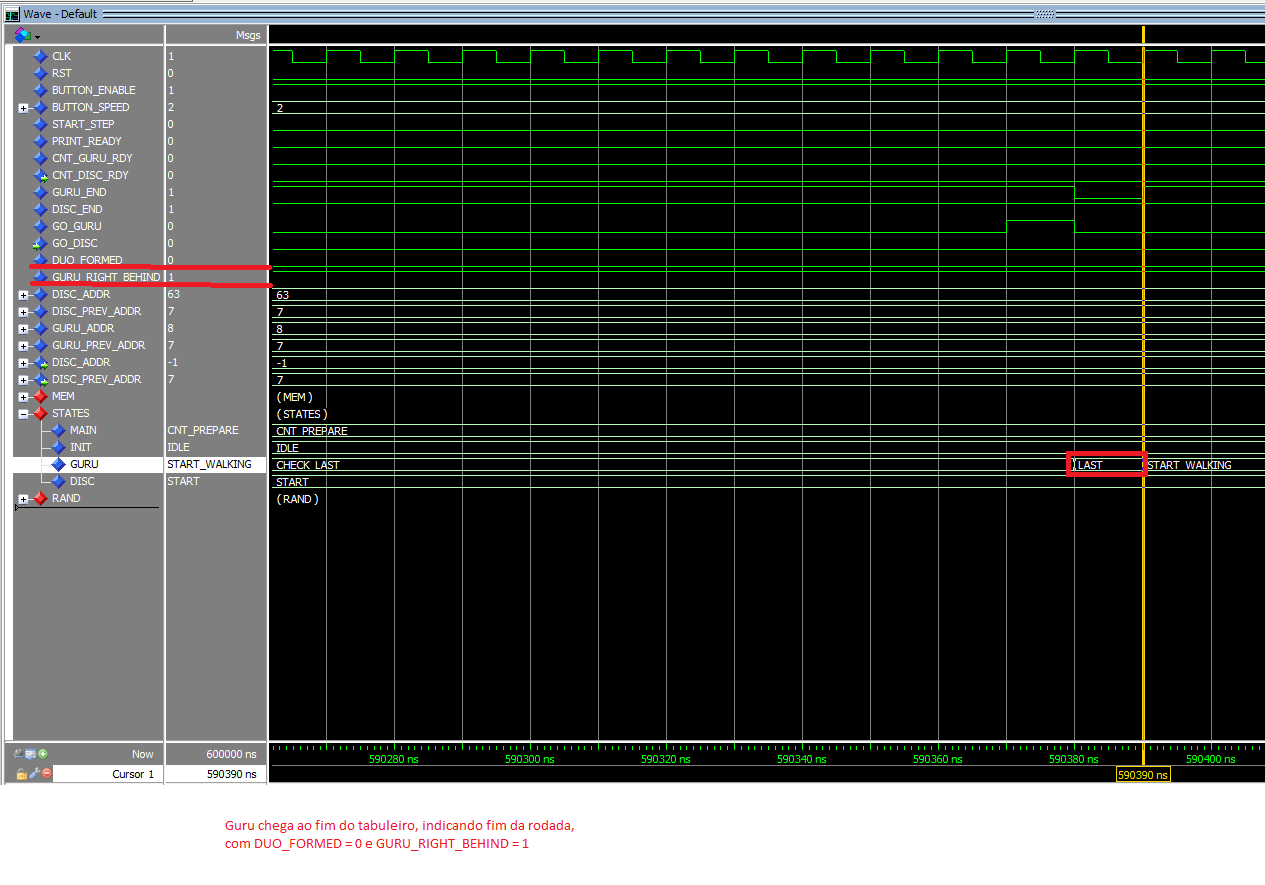 Wave - Default
Msgs
CLK 1
RST 0
BUTTON_ENABLE 1
BUTTON_SPEED 2 2
START_STEP 0
PRINT_READY 0
CNT_GURU_RDY 0
CNT_DISC_RDY 0
GURU_END 1
DISC_END 1
GO_GURU 0
GO_DISC 0
DUO_FORMED 0
GURU_RIGHT_BEHIND 1
DISC_ADDR 63 63
DISC_PREV_ADDR 7 7
GURU_ADDR 8 8
GURU_PREV_ADDR 7 7
DISC_ADDR -1 -1
DISC_PREV_ADDR 7 7
MEM (MEM)
STATES (STATES)
MAIN CNT_PREPARE CNT_PREPARE
INIT IDLE IDLE
GURU START_WALKING CHECK_LAST LAST START_WALKING
DISC START START
RAND (RAND)
Now 600000 ns 590280 ns 590300 ns 590320 ns 590340 ns 590360 ns 590380 ns 590400 ns
Cursor 1 590390 ns 590390 ns
Guru chega ao fim do tabuleiro, indicando fim da rodada,
com DUO_FORMED = 0 e GURU_RIGHT_BEHIND = 1